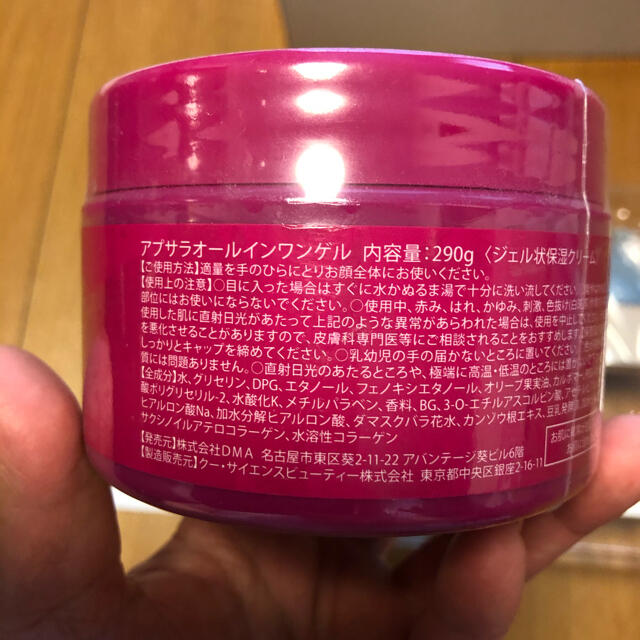 アプサラオールインワンゲル 内容量:290g 〈ジェル状保湿クリーム
【ご使用方法】適量を手のひらにとりお顔全体にお使いください。
【使用上の注意】○目に入った場合はすぐに水かぬるま湯で十分に洗い流してください。
部位にはお使いにならないでください。○使用中、赤み、はれ、かゆみ、刺激、色抜け(白斑
使用した肌に直射日光があたって上記のような異常があらわれた場合は、使用を中止して
を悪化させることがありますので、皮膚科専門医等にご相談されることをおすすめします
しっかりとキャップを締めてください。○乳幼児の手の届かないところに置いてください
質には問題ありません。○直射日光のあたるところや、極端に高温・低温のところには
【全成分】水、グリセリン、DPG、エタノール、フェノキシエタノール、オリーブ果実油、カルボ
酸ポリグリセリル-2、水酸化K、メチルパラベン、香料、BG、3-O-エチルアスコルビン酸、ア
ヒアルロン酸Na、加水分解ヒアルロン酸、ダマスクバラ花水、カンゾウ根エキス、豆乳発酵
サクシノイルアテロコラーゲン、水溶性コラーゲン
お肌に
【発売元】株式会社DMA 名古屋市東区葵2-11-22 アバンテージ葵ビル6階
【製造販売元】クー・サイエンスビューティー株式会社 東京都中央区銀座2-16-11